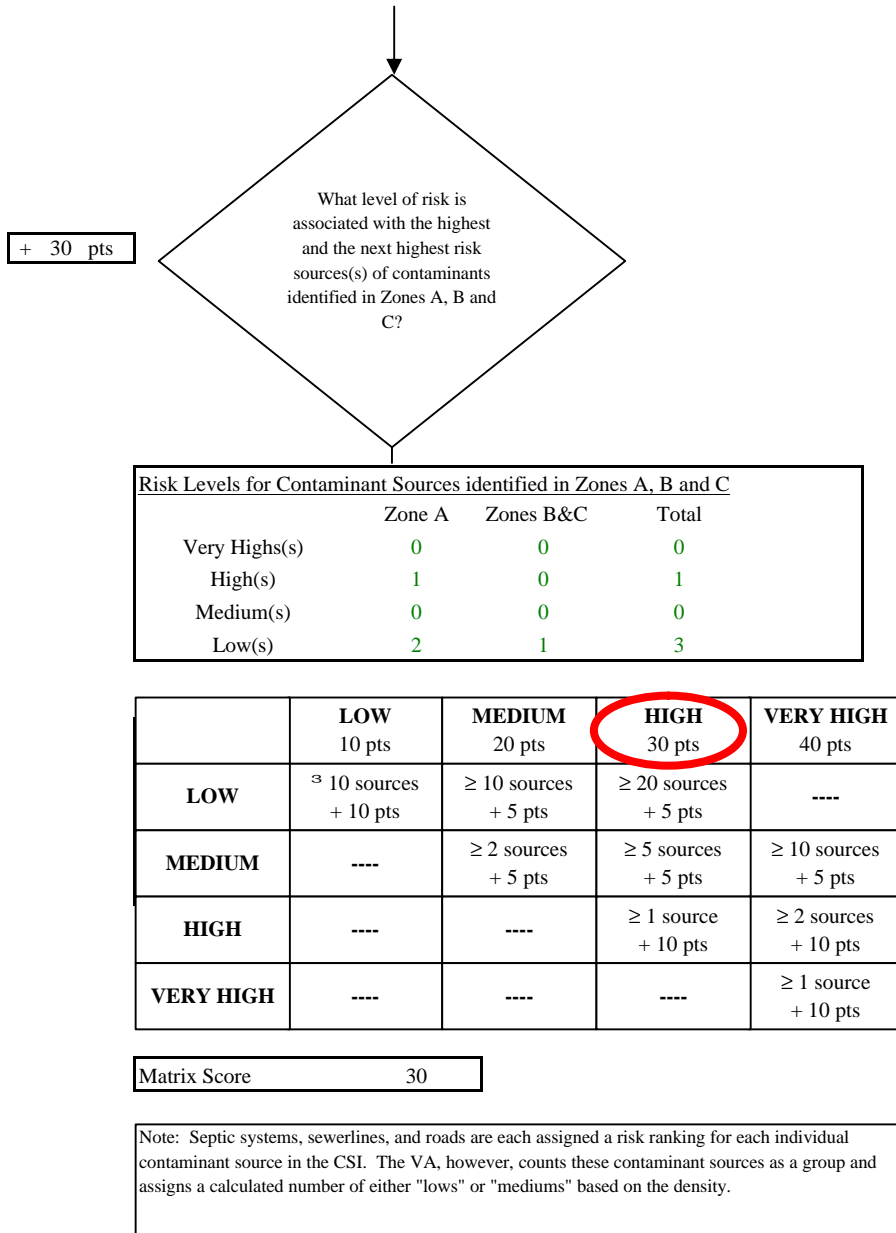 What level of risk is
associated with the highest
and the next highest risk
sources(s) of contaminants
identified in Zones A, B and
C?
+ 30 pts
Risk Levels for Contaminant Sources identified in Zones A, B and C
Zone A Zones B&C Total
Very Highs(s) 0 0 0
High(s) 1 0 1
Medium(s) 0 0 0
Low(s) 2 1 3
LOW MEDIUM HIGH VERY HIGH
10 pts 20 pts 30 pts 40 pts
LOW ³ 10 sources ≥ 10 sources ≥ 20 sources ----
+ 10 pts + 5 pts + 5 pts
MEDIUM ---- ≥ 2 sources ≥ 5 sources ≥ 10 sources
+ 5 pts + 5 pts + 5 pts
HIGH ---- ---- ≥ 1 source ≥ 2 sources
+ 10 pts + 10 pts
VERY HIGH ---- ---- ---- ≥ 1 source
+ 10 pts
Matrix Score 30
Note: Septic systems, sewerlines, and roads are each assigned a risk ranking for each individual
contaminant source in the CSI. The VA, however, counts these contaminant sources as a group and
assigns a calculated number of either "lows" or "mediums" based on the density.